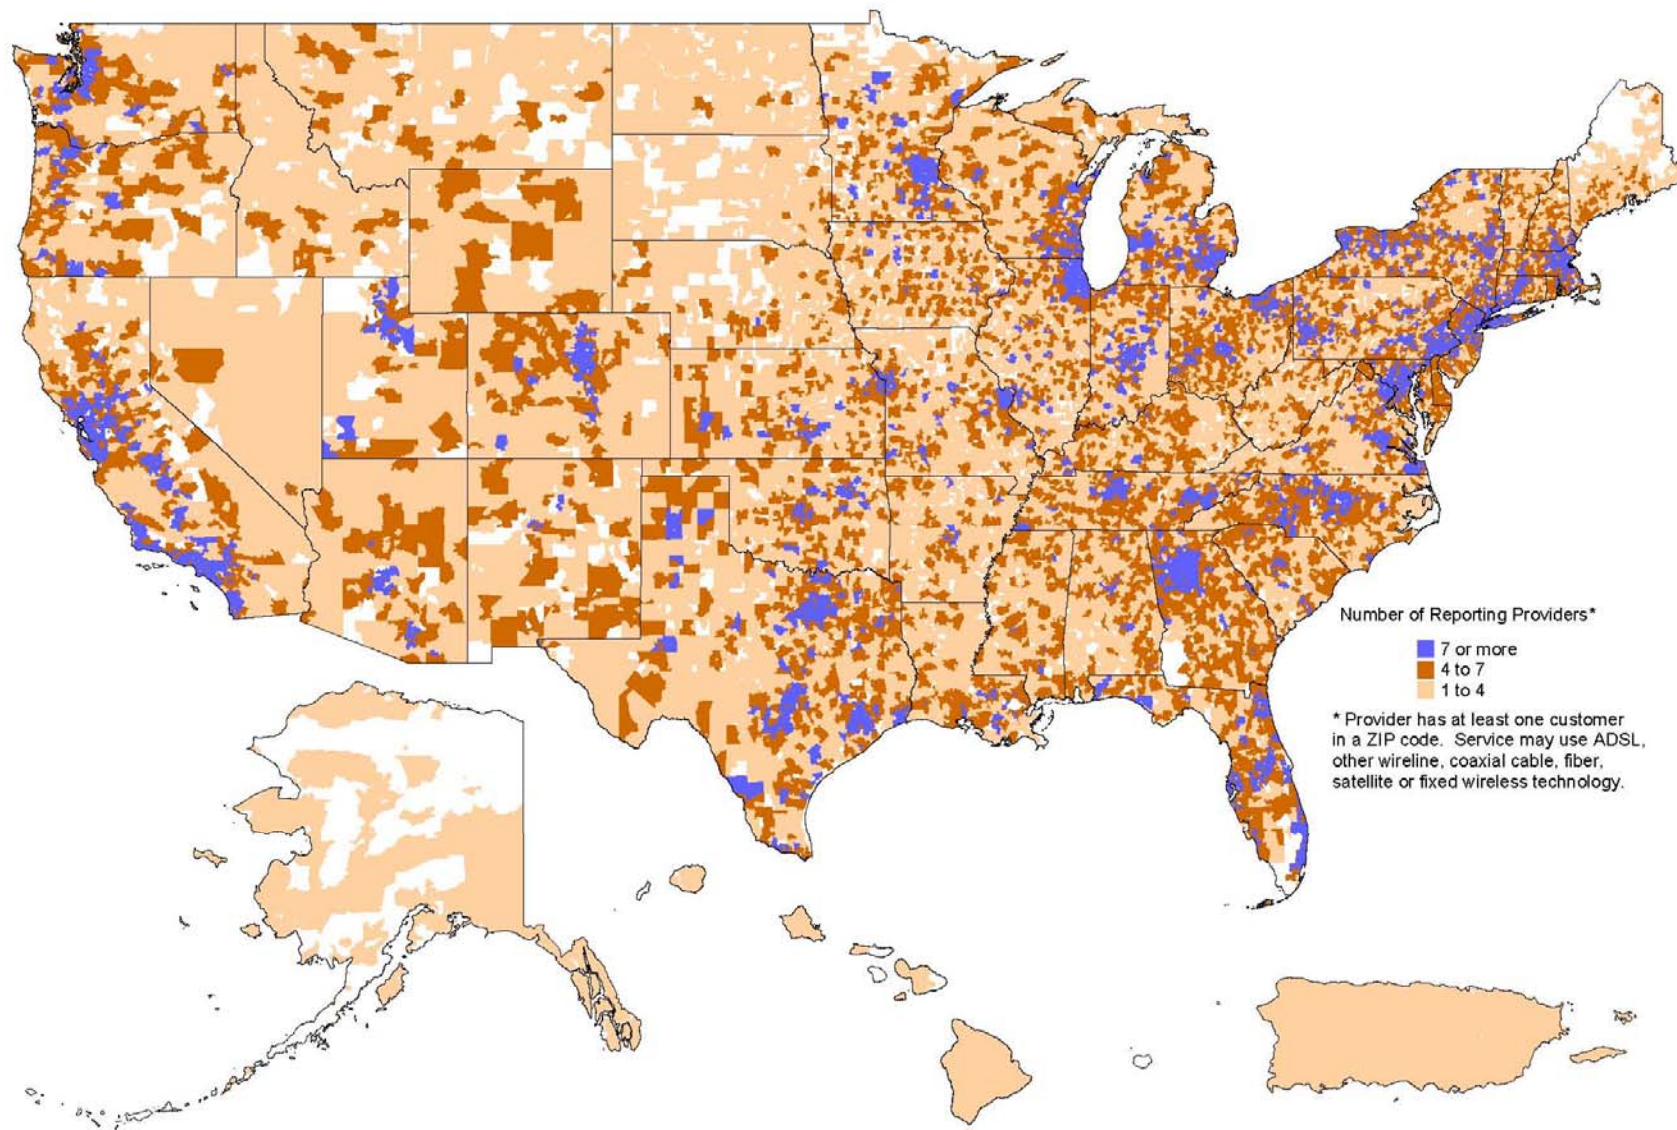 Number of Reporting Providers*
7 or more
4 to 7
1 to 4
* Provider has at least one customer
in a ZIP code. Service may use ADSL,
other wireline, coaxial cable, fiber,
satellite or fixed wireless technology.